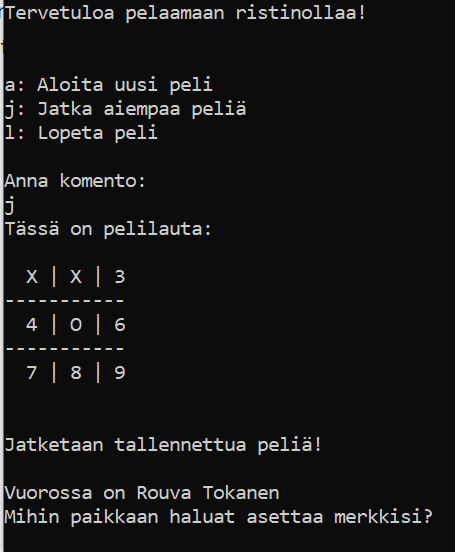 Tervetuloa pelaamaan ristinollaa!
a: Aloita uusi peli
j: Jatka aiempaa peliä
l: Lopeta peli
Anna komento:
j
Tässä on pelilauta:
X | X | 3
-----------
4 | O | 6
-----------
7 | 8 | 9
Jatketaan tallennettua peliä!
Vuorossa on Rouva Tokanen
Mihin paikkaan haluat asettaa merkkisi?